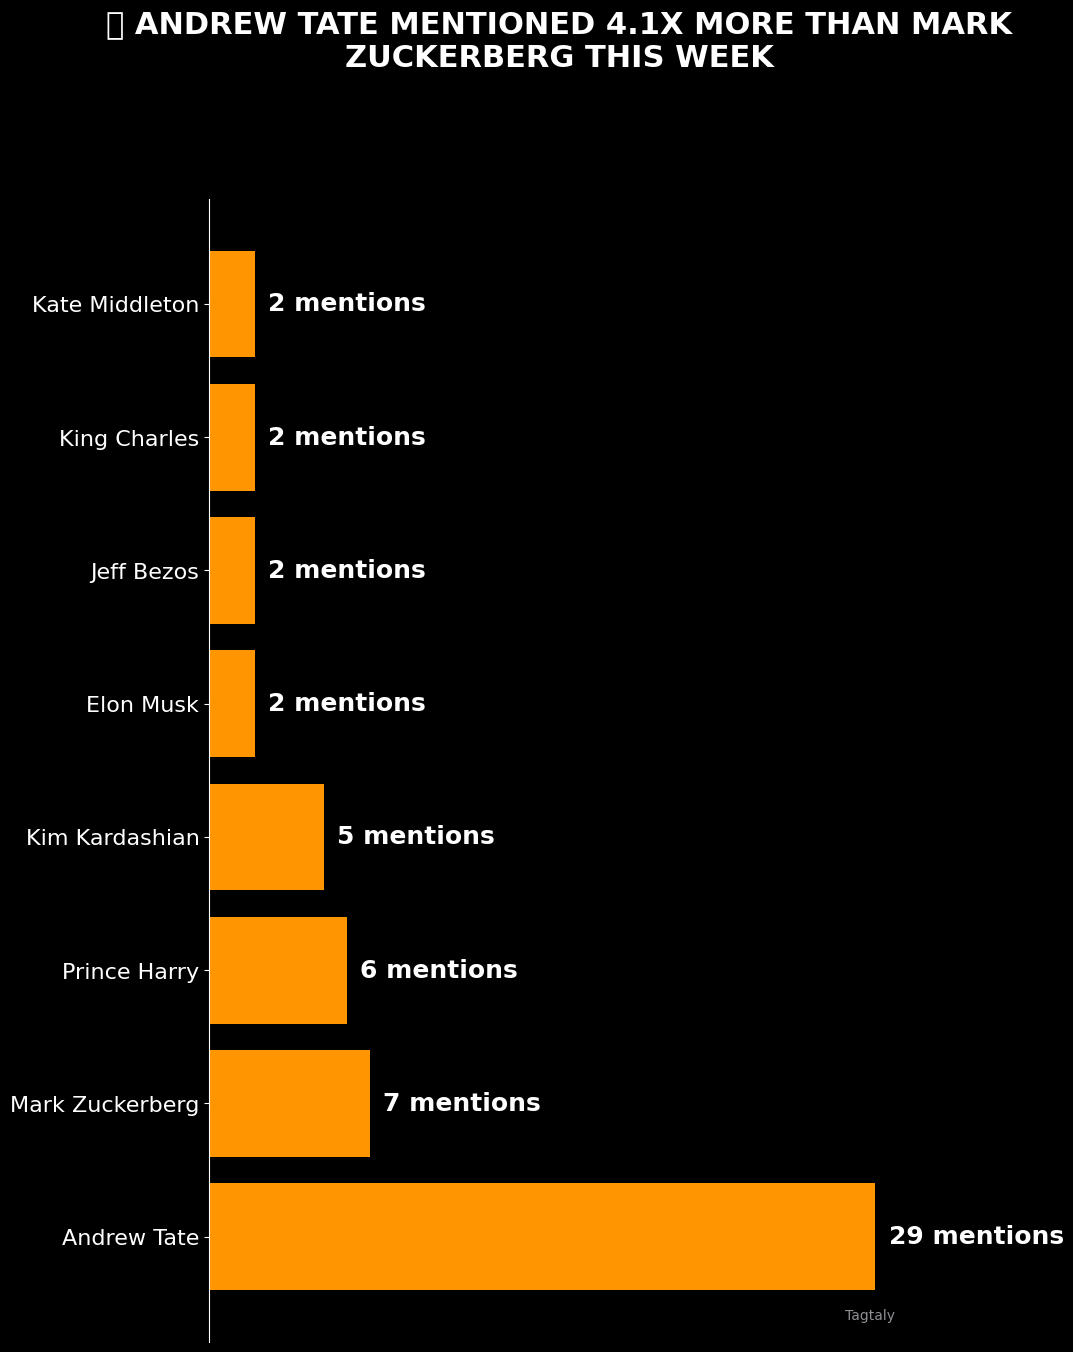 ANDREW TATE MENTIONED 4.1X MORE THAN MARK
ZUCKERBERG THIS WEEK
Kate Middleton 2 mentions
King Charles 2 mentions
Jeff Bezos 2 mentions
Elon Musk 2 mentions
Kim Kardashian 5 mentions
Prince Harry 6 mentions
Mark Zuckerberg 7 mentions
Andrew Tate 29 mentions
Tagtaly